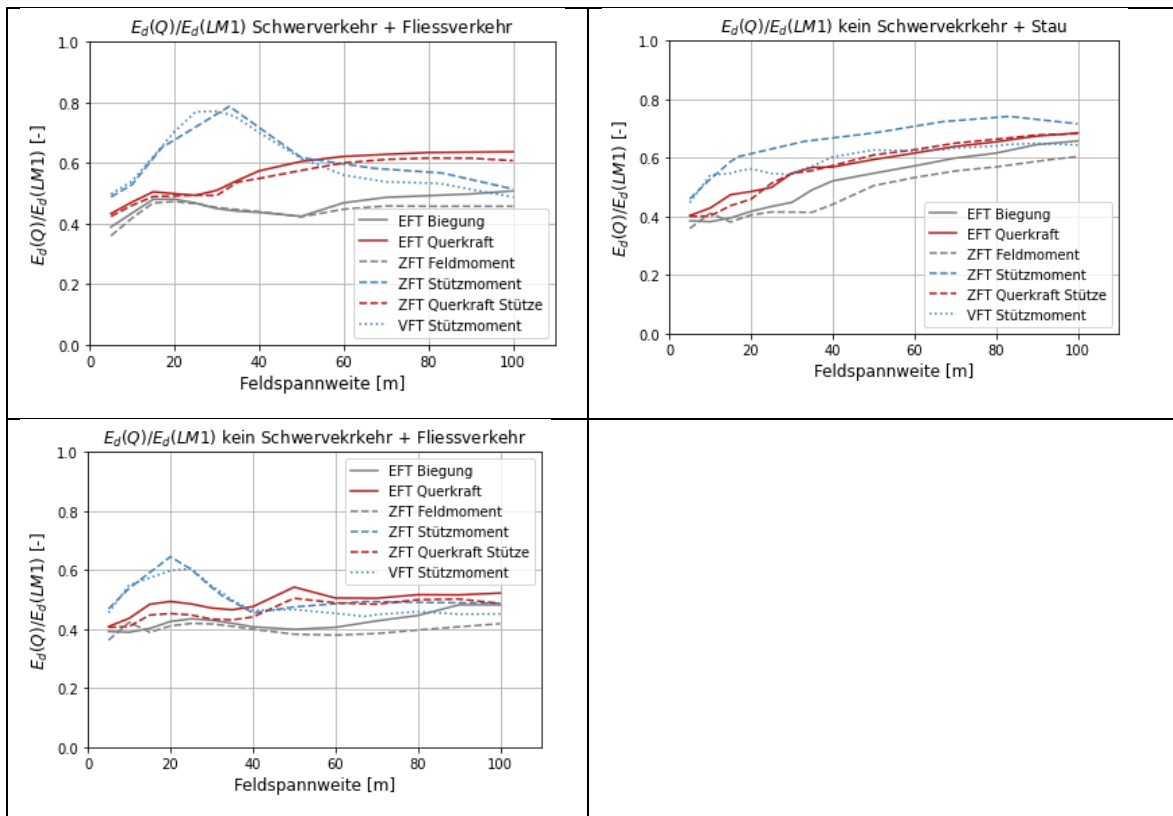 E_d(Q)/E_d(LM1) Schwerverkehr + Fliessverkehr
1.0
0.8
0.6
0.4
0.2
0.0
E_d(Q)/E_d(LM1) [-]
EFT Biegung
EFT Querkraft
ZFT Feldmoment
ZFT Stützmoment
ZFT Querkraft Stütze
VFT Stützmoment
0 20 40 60 80 100
Feldspannweite [m]
E_d(Q)/E_d(LM1) kein Schwervekrkehr + Stau
1.0
0.8
0.6
0.4
0.2
0.0
E_d(Q)/E_d(LM1) [-]
EFT Biegung
EFT Querkraft
ZFT Feldmoment
ZFT Stützmoment
ZFT Querkraft Stütze
VFT Stützmoment
0 20 40 60 80 100
Feldspannweite [m]
E_d(Q)/E_d(LM1) kein Schwervekrkehr + Fliessverkehr
1.0
0.8
0.6
0.4
0.2
0.0
E_d(Q)/E_d(LM1) [-]
EFT Biegung
EFT Querkraft
ZFT Feldmoment
ZFT Stützmoment
ZFT Querkraft Stütze
VFT Stützmoment
0 20 40 60 80 100
Feldspannweite [m]